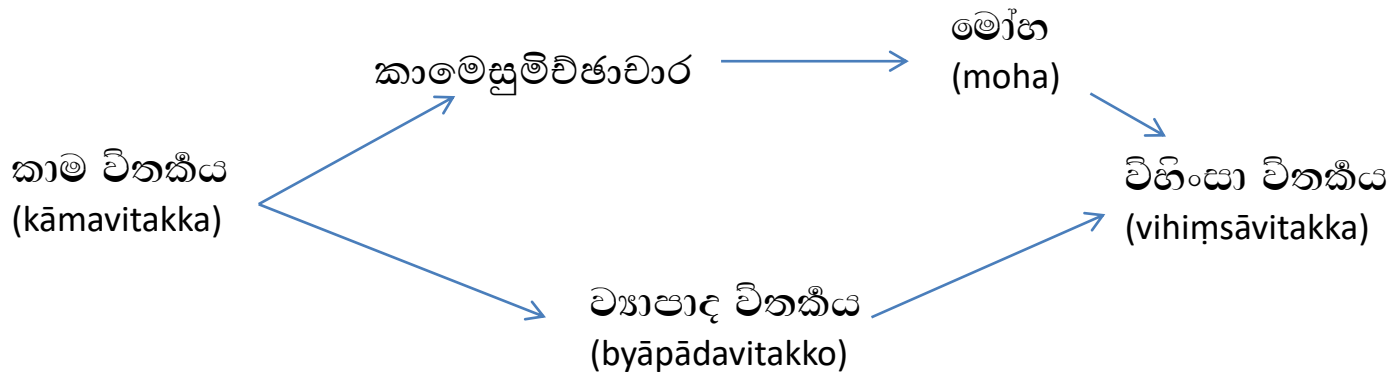 මෝහ
(moha)
කාමෙසුමිච්ඡාචාර
කාම විතර්කය
(kāmavitakka)
විහිංසා විතර්කය
(vihiṃsāvitakka)
ව්‍යාපාද විතර්කය
(byāpādavitakko)